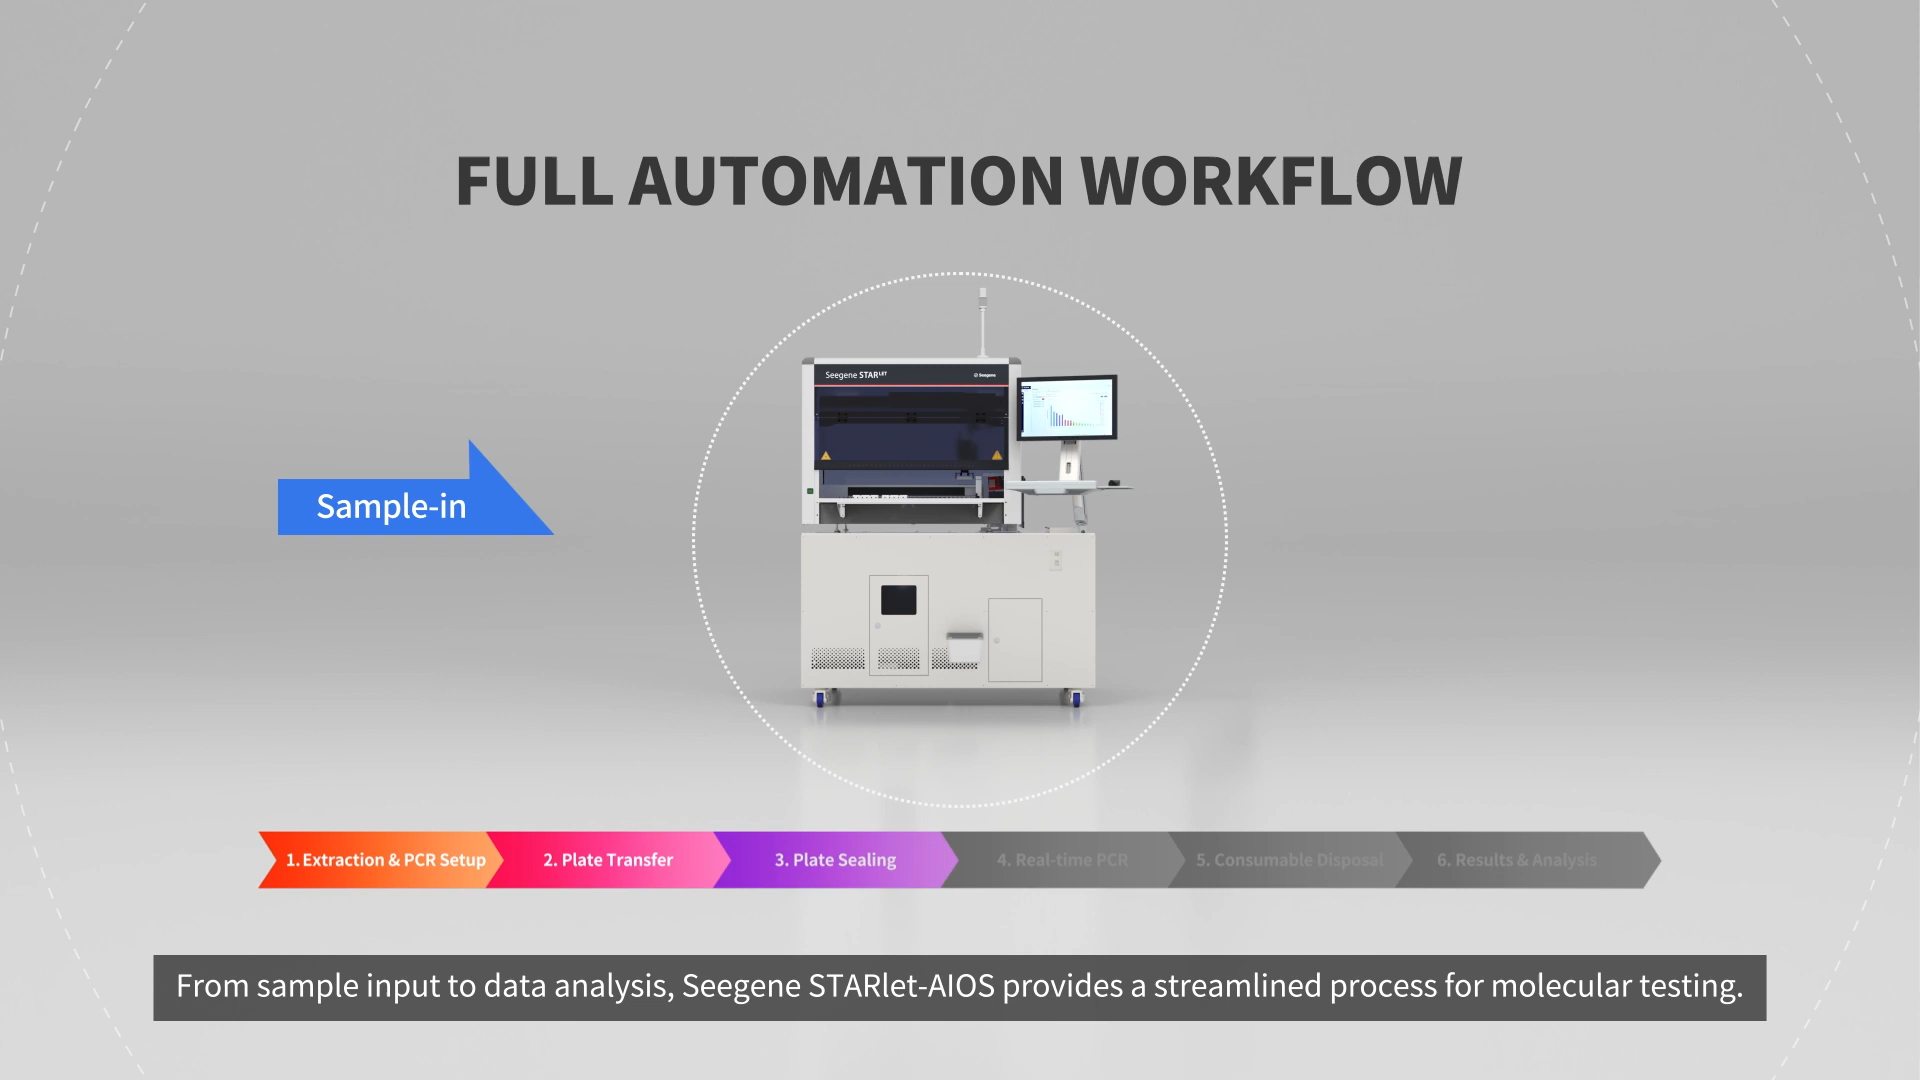 FULL AUTOMATION WORKFLOW
Seegene STARLET
Seegene
Sample-in
1. Extraction & PCR Setup
2. Plate Transfer
3. Plate Sealing
4. Real-time PCR
5. Consumable Disposal
6. Results & Analysis
From sample input to data analysis, Seegene STARlet-AIOS provides a streamlined process for molecular testing.